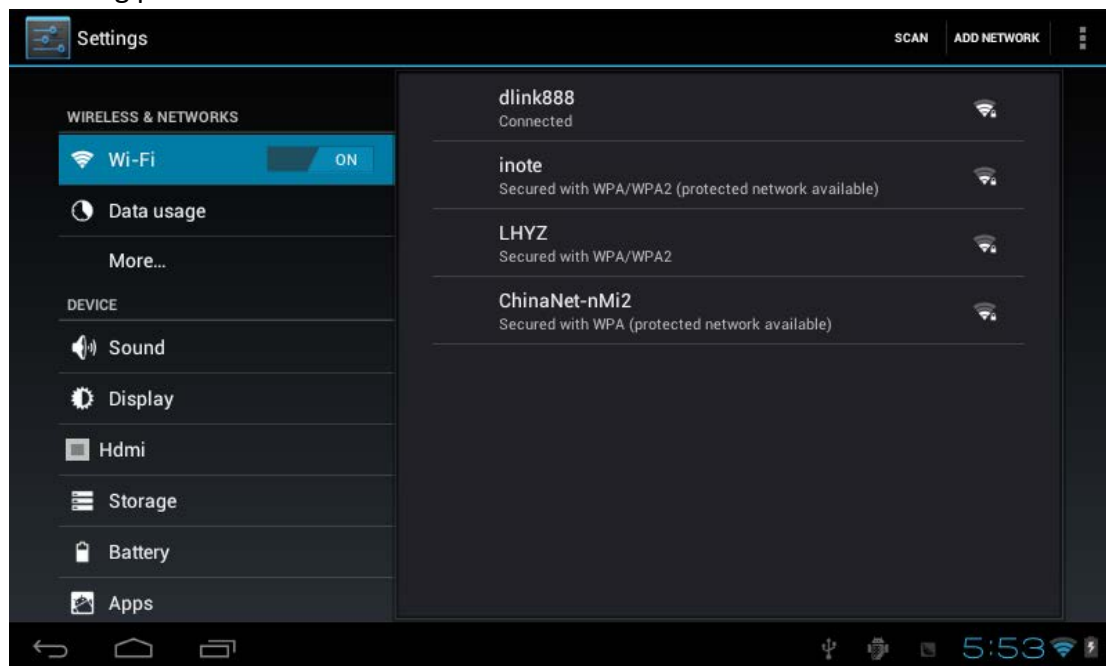 Settings
SCAN
ADD NETWORK
WIRELESS & NETWORKS
Wi-Fi
ON
Data usage
More...
DEVICE
Sound
Display
Hdmi
Storage
Battery
Apps
dlink888
Connected
inote
Secured with WPA/WPA2 (protected network available)
LHYZ
Secured with WPA/WPA2
ChinaNet-nMi2
Secured with WPA (protected network available)
5:53